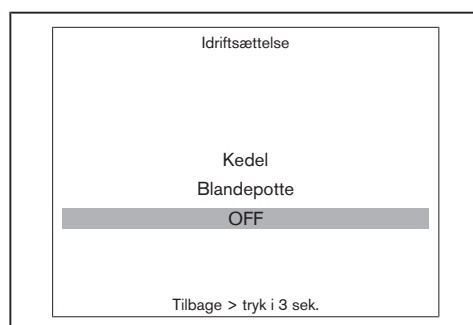 Idriftsættelse
Kedel
Blandepotte
OFF
Tilbage > tryk i 3 sek.